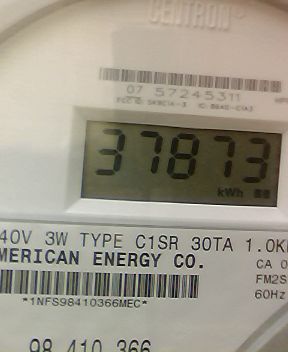 CENTRON
07 57245311
37873
kWh
40V 3W TYPE C1SR 30TA 1.0K
MERICAN ENERGY CO.
CA 0
FM2S
60Hz
*1NFS98410366MEC*
98 410 366